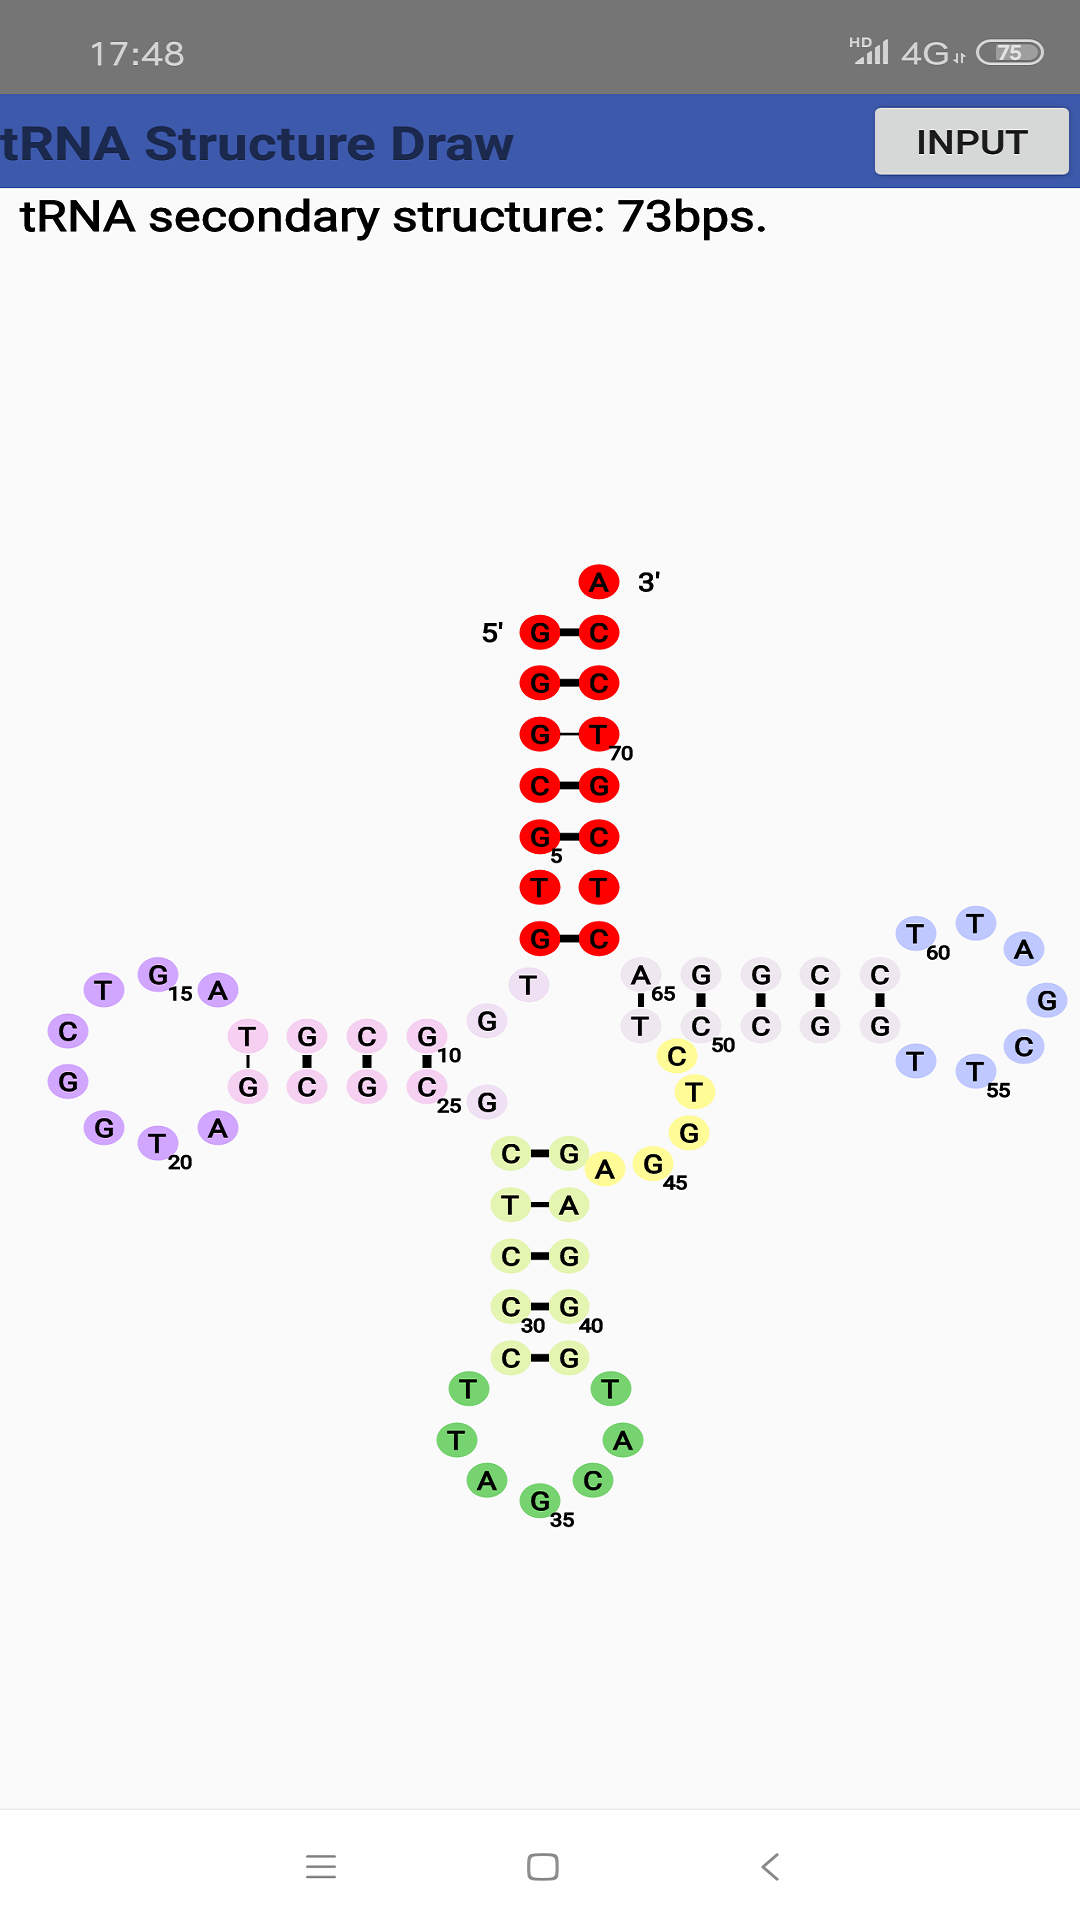 17:48
HD 4G 75
tRNA Structure Draw
INPUT
tRNA secondary structure: 73bps.
A 3'
5' G C
G C
G T 70
C G
G 5 C
T T
G C
T
G
T G 15 A
C
G
G T 20 A
T G C G 10
G C G C 25
G
A 65 G G C C
T C 50 C G G
T 60 T A
G
C
T T 55
C
T
G
G 45
A
C G
T A
C G
C 30 G 40
C G
T T
T A
A C
G 35